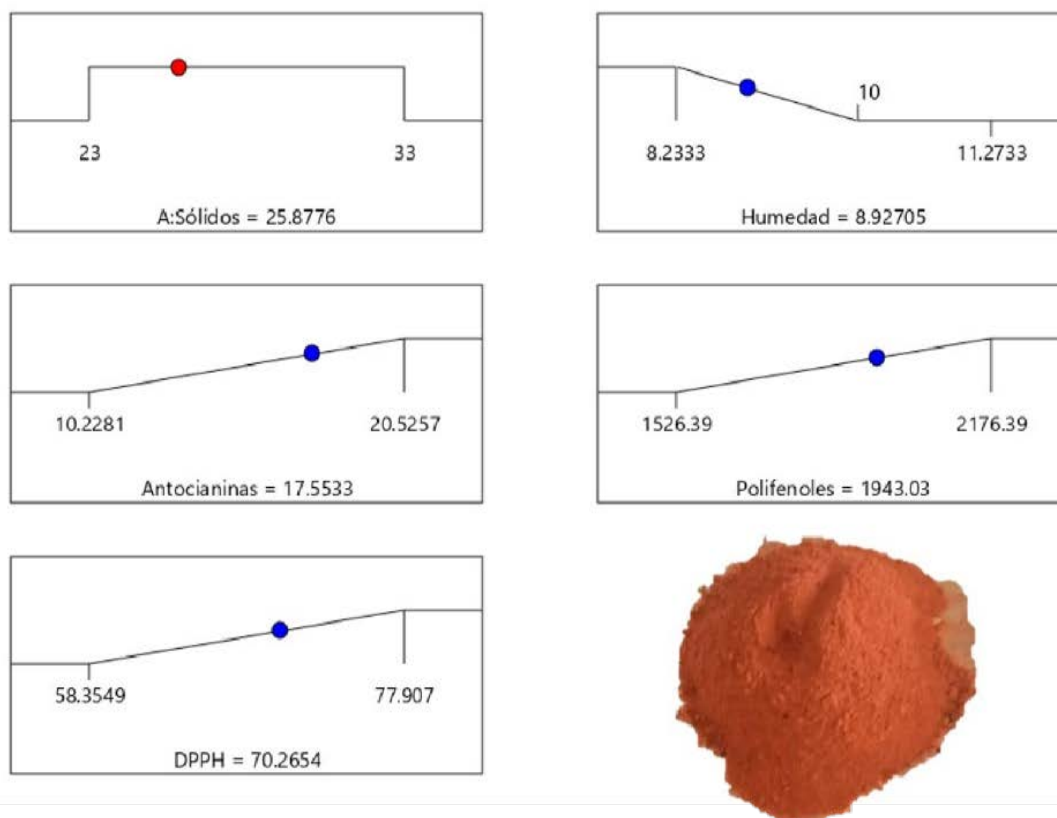 23
33
A:Sólidos = 25.8776
10
8.2333
11.2733
Humedad = 8.92705
10.2281
20.5257
Antocianinas = 17.5533
1526.39
2176.39
Polifenoles = 1943.03
58.3549
77.907
DPPH = 70.2654